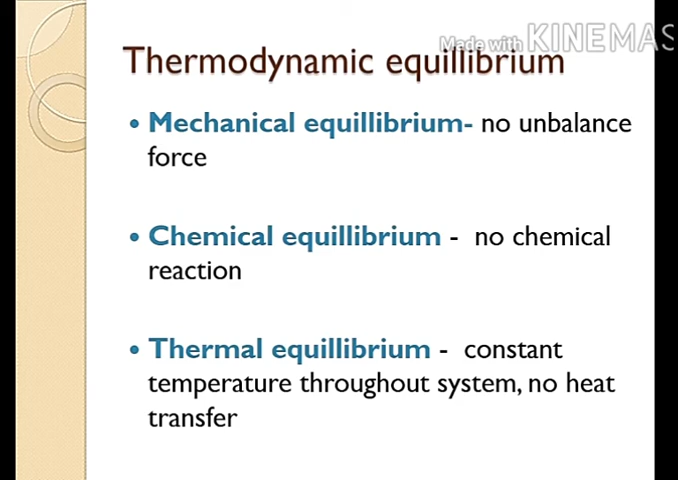 Made with KINEMAS
Thermodynamic equillibrium
• Mechanical equillibrium- no unbalance
force
• Chemical equillibrium - no chemical
reaction
• Thermal equillibrium - constant
temperature throughout system, no heat
transfer